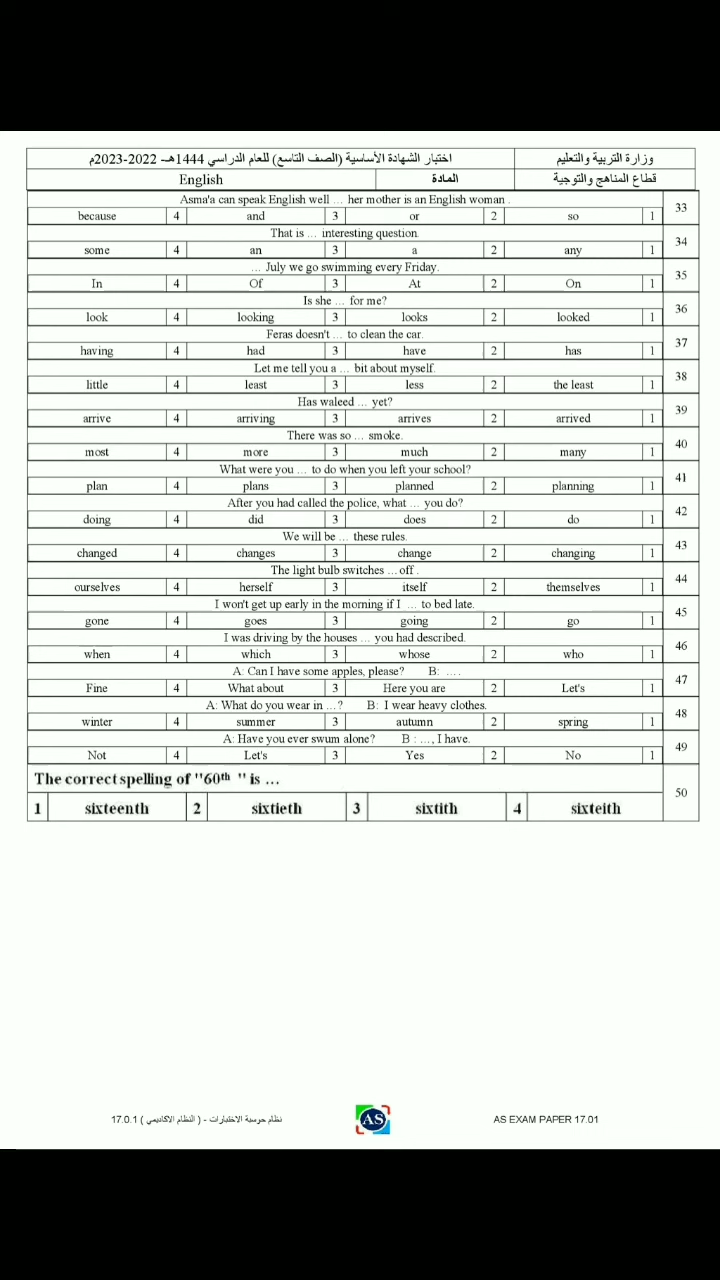 وزارة التربية والتعليم
اختبار الشهادة الأساسية (الصف التاسع) للعام الدراسي 1444هـ- 2022-2023م
قطاع المناهج والتوجية
المادة
English
33
Asma'a can speak English well ... her mother is an English woman .
because 4 and 3 or 2 so 1
34
That is ... interesting question.
some 4 an 3 a 2 any 1
35
... July we go swimming every Friday.
In 4 Of 3 At 2 On 1
36
Is she ... for me?
look 4 looking 3 looks 2 looked 1
37
Feras doesn't ... to clean the car.
having 4 had 3 have 2 has 1
38
Let me tell you a ... bit about myself.
little 4 least 3 less 2 the least 1
39
Has waleed ... yet?
arrive 4 arriving 3 arrives 2 arrived 1
40
There was so ... smoke.
most 4 more 3 much 2 many 1
41
What were you ... to do when you left your school?
plan 4 plans 3 planned 2 planning 1
42
After you had called the police, what ... you do?
doing 4 did 3 does 2 do 1
43
We will be ... these rules.
changed 4 changes 3 change 2 changing 1
44
The light bulb switches ... off .
ourselves 4 herself 3 itself 2 themselves 1
45
I won't get up early in the morning if I ... to bed late.
gone 4 goes 3 going 2 go 1
46
I was driving by the houses ... you had described.
when 4 which 3 whose 2 who 1
47
A: Can I have some apples, please? B: ....
Fine 4 What about 3 Here you are 2 Let's 1
48
A: What do you wear in ...? B: I wear heavy clothes.
winter 4 summer 3 autumn 2 spring 1
49
A: Have you ever swum alone? B : ..., I have.
Not 4 Let's 3 Yes 2 No 1
50
The correct spelling of "60th " is ...
1 sixteenth 2 sixtieth 3 sixtith 4 sixteith
نظام حوسبة الاختبارات - ( النظام الاكاديمي ) 17.0.1
AS
AS EXAM PAPER 17.01